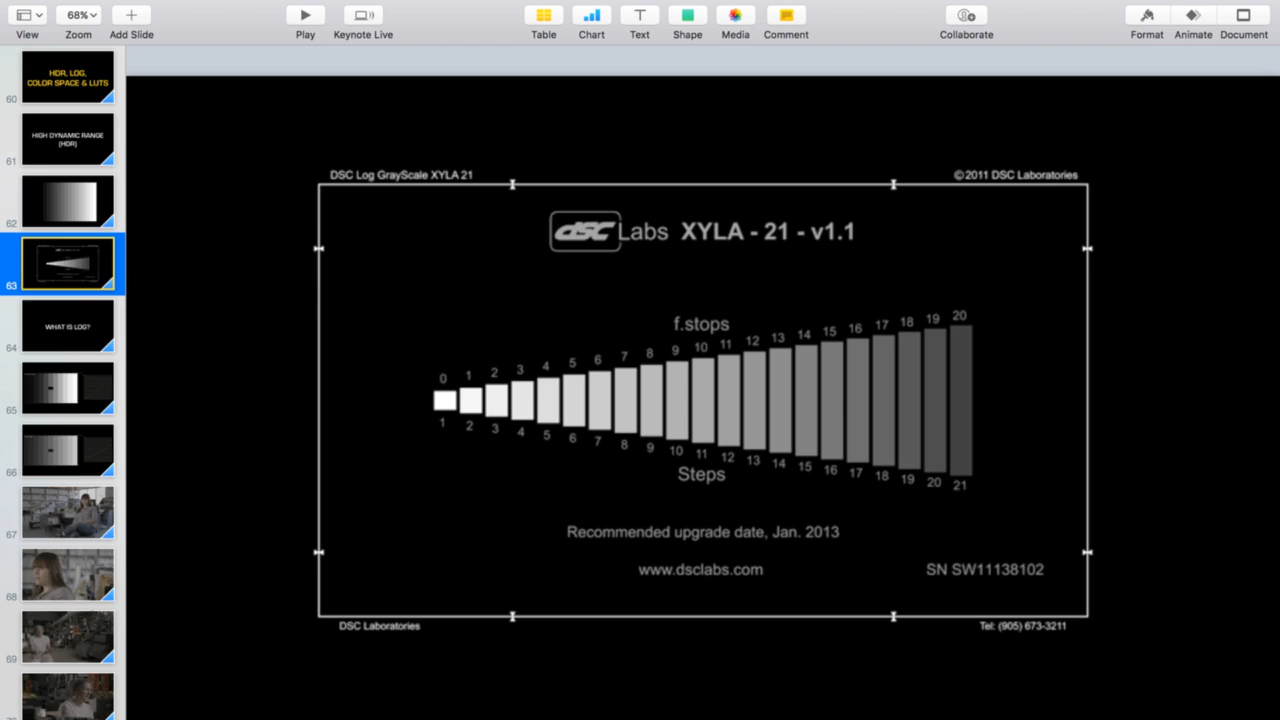 68%
View
Zoom
Add Slide
Play
Keynote Live
Table
Chart
Text
Shape
Media
Comment
Collaborate
Format
Animate
Document
60
HDR, LOG,
COLOR SPACE & LUTS
61
HIGH DYNAMIC RANGE
(HDR)
62
63
64
WHAT IS LOG?
65
66
67
68
69
DSC Log GrayScale XYLA 21
©2011 DSC Laboratories
dsc Labs XYLA - 21 - v1.1
f.stops
0 1 2 3 4 5 6 7 8 9 10 11 12 13 14 15 16 17 18 19 20
1 2 3 4 5 6 7 8 9 10 11 12 13 14 15 16 17 18 19 20 21
Steps
Recommended upgrade date, Jan. 2013
www.dsclabs.com
SN SW11138102
DSC Laboratories
Tel: (905) 673-3211